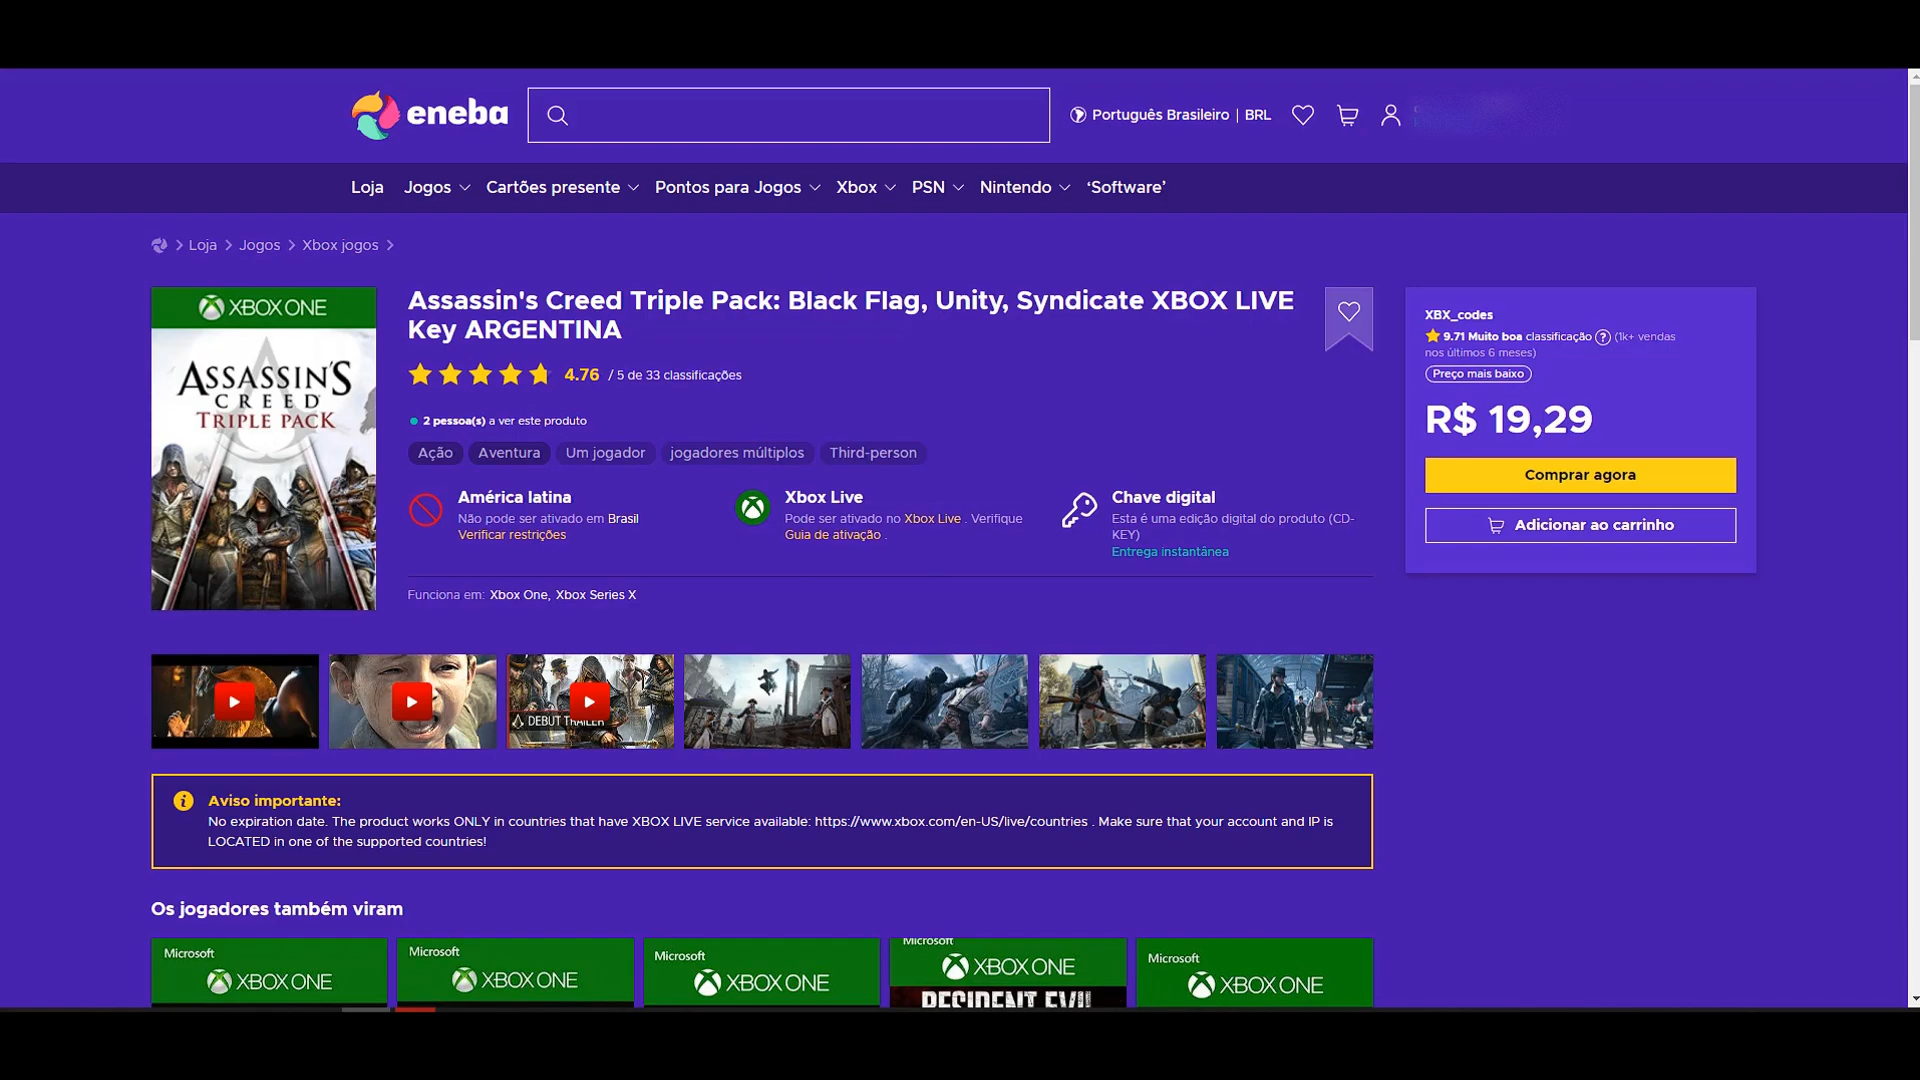 eneba
Português Brasileiro | BRL
Loja Jogos Cartões presente Pontos para Jogos Xbox PSN Nintendo ‘Software’
Loja Jogos Xbox jogos
XBOX ONE
ASSASSIN'S
CREED
TRIPLE PACK
Assassin's Creed Triple Pack: Black Flag, Unity, Syndicate XBOX LIVE
Key ARGENTINA
4.76 / 5 de 33 classificações
2 pessoa(s) a ver este produto
Ação Aventura Um jogador jogadores múltiplos Third-person
América latina
Não pode ser ativado em Brasil
Verificar restrições
Xbox Live
Pode ser ativado no Xbox Live . Verifique
Guia de ativação .
Chave digital
Esta é uma edição digital do produto (CD-
KEY)
Entrega instantânea
Funciona em: Xbox One, Xbox Series X
XBX_codes
9.71 Muito boa classificação ? (1k+ vendas
nos últimos 6 meses)
Preço mais baixo
R$ 19,29
Comprar agora
Adicionar ao carrinho
DEBUT TRAILER
Aviso importante:
No expiration date. The product works ONLY in countries that have XBOX LIVE service available: https://www.xbox.com/en-US/live/countries . Make sure that your account and IP is
LOCATED in one of the supported countries!
Os jogadores também viram
Microsoft
XBOX ONE
Microsoft
XBOX ONE
Microsoft
XBOX ONE
Microsoft
XBOX ONE
RESIDENT EVIL
Microsoft
XBOX ONE